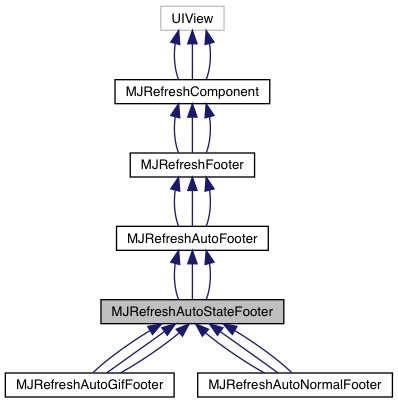 UIView
MJRefreshComponent
MJRefreshFooter
MJRefreshAutoFooter
MJRefreshAutoStateFooter
MJRefreshAutoGifFooter
MJRefreshAutoNormalFooter